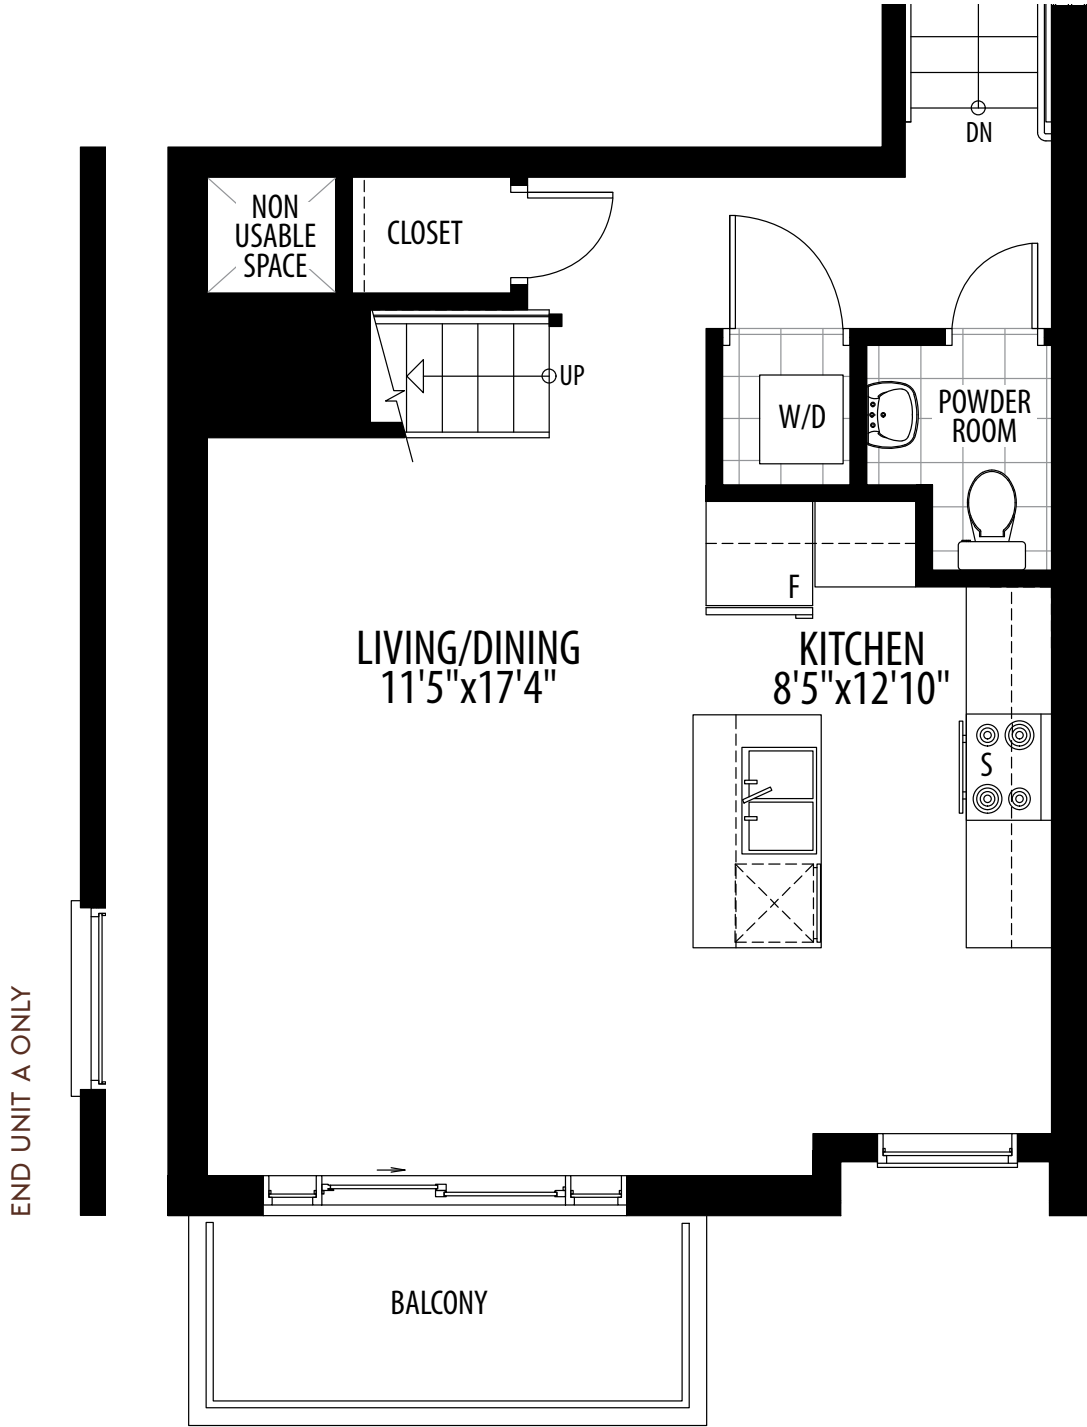 DN
NON
USABLE
SPACE
CLOSET
UP
W/D
POWDER
ROOM
F
LIVING/DINING
11'5"x17'4"
KITCHEN
8'5"x12'10"
S
END UNIT A ONLY
BALCONY